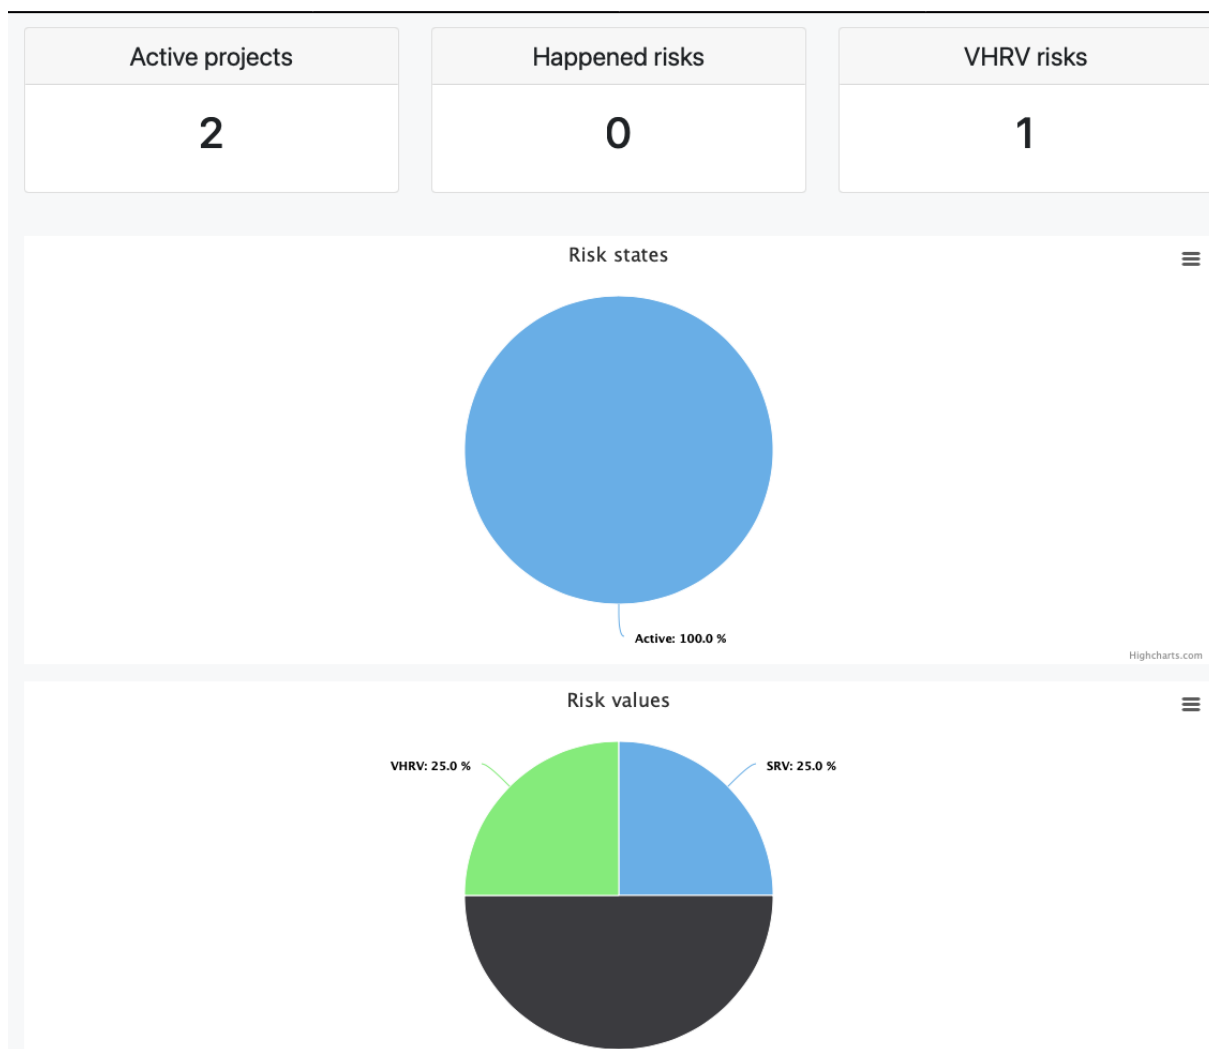 Active projects
Happened risks
VHRV risks
2
0
1
Risk states
Active: 100.0 %
Highcharts.com
Risk values
VHRV: 25.0 %
SRV: 25.0 %